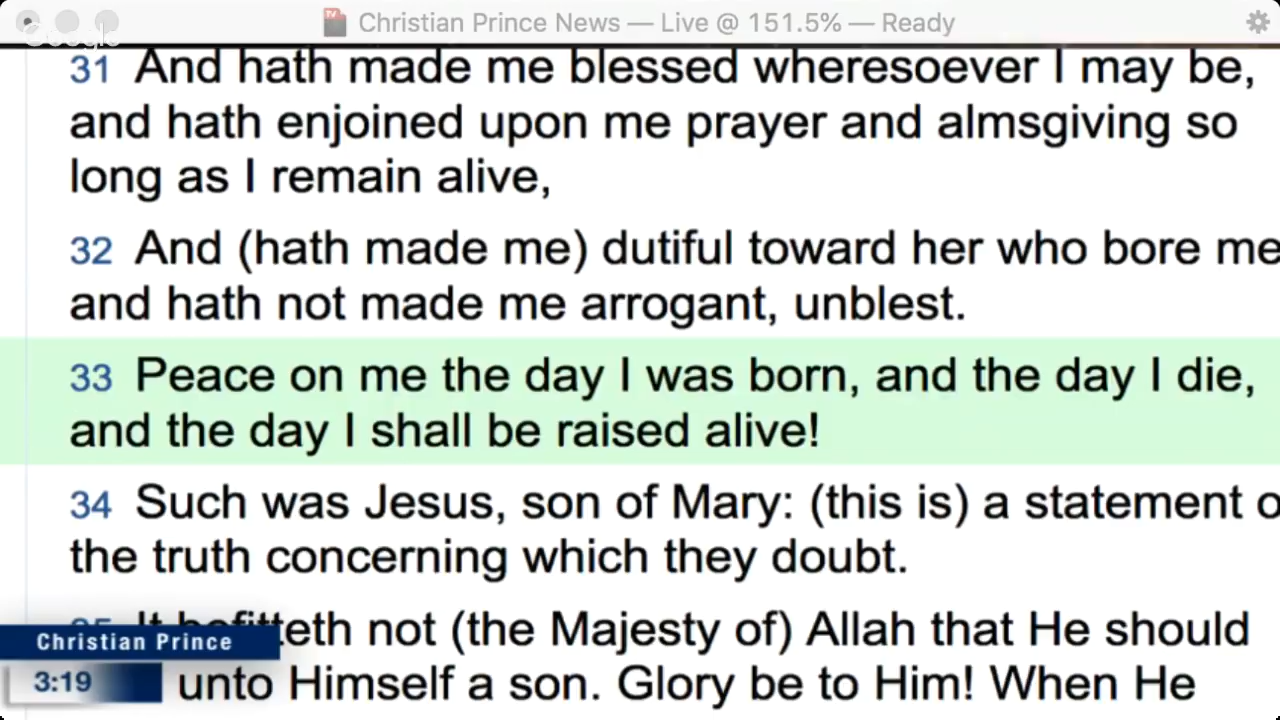 Christian Prince News — Live @ 151.5% — Ready
Google
31 And hath made me blessed wheresoever I may be,
and hath enjoined upon me prayer and almsgiving so
long as I remain alive,
32 And (hath made me) dutiful toward her who bore me
and hath not made me arrogant, unblest.
33 Peace on me the day I was born, and the day I die,
and the day I shall be raised alive!
34 Such was Jesus, son of Mary: (this is) a statement o
the truth concerning which they doubt.
35 It befitteth not (the Majesty of) Allah that He should
unto Himself a son. Glory be to Him! When He
Christian Prince
3:19